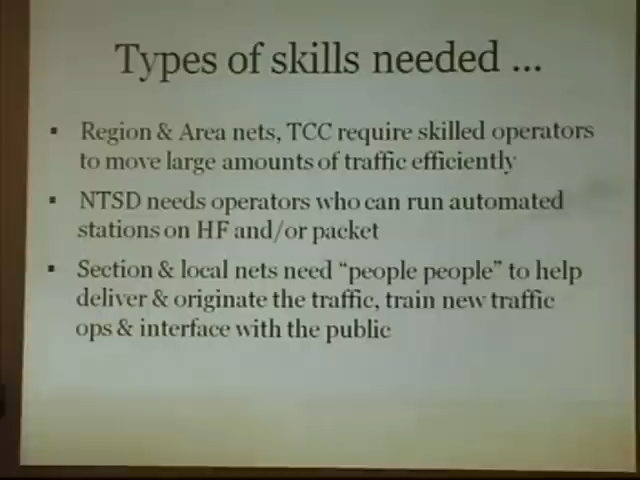 Types of skills needed ...
▪ Region & Area nets, TCC require skilled operators
to move large amounts of traffic efficiently
▪ NTSD needs operators who can run automated
stations on HF and/or packet
▪ Section & local nets need “people people” to help
deliver & originate the traffic, train new traffic
ops & interface with the public